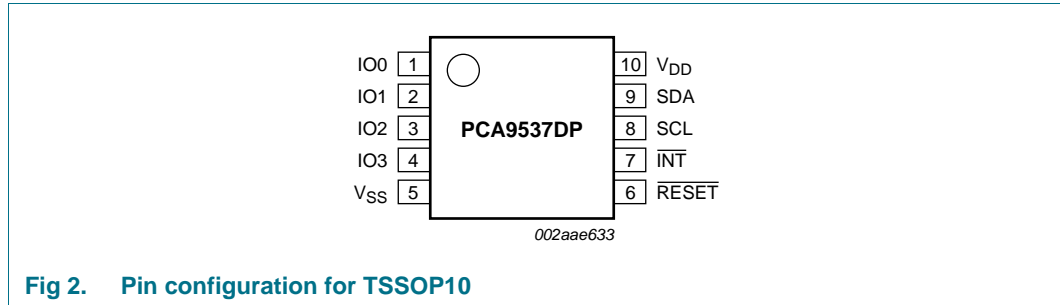 IO0 1 10 VDD
IO1 2 9 SDA
IO2 3 PCA9537DP 8 SCL
IO3 4 7 INT
VSS 5 6 RESET
002aae633
Fig 2. Pin configuration for TSSOP10